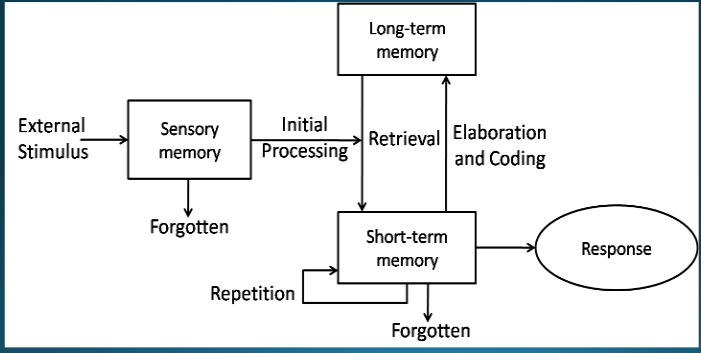 Long-term
memory
External
Stimulus
Sensory
memory
Initial
Processing
Retrieval
Elaboration
and Coding
Forgotten
Short-term
memory
Response
Repetition
Forgotten